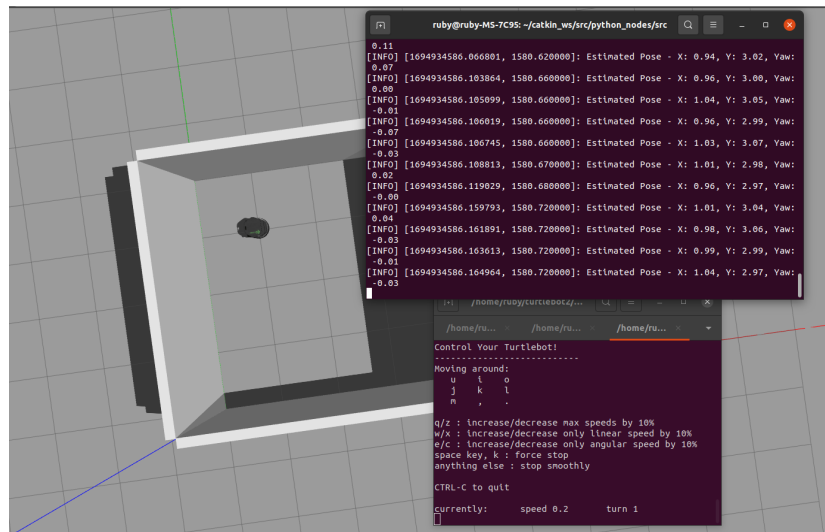 ruby@ruby-MS-7C95: ~/catkin_ws/src/python_nodes/src
0.11
[INFO] [1694934586.066801, 1580.620000]: Estimated Pose - X: 0.94, Y: 3.02, Yaw:
0.07
[INFO] [1694934586.103864, 1580.660000]: Estimated Pose - X: 0.96, Y: 3.00, Yaw:
0.00
[INFO] [1694934586.105099, 1580.660000]: Estimated Pose - X: 1.04, Y: 3.05, Yaw:
-0.01
[INFO] [1694934586.106019, 1580.660000]: Estimated Pose - X: 0.96, Y: 2.99, Yaw:
-0.07
[INFO] [1694934586.106745, 1580.660000]: Estimated Pose - X: 1.03, Y: 3.07, Yaw:
-0.03
[INFO] [1694934586.108813, 1580.670000]: Estimated Pose - X: 1.01, Y: 2.98, Yaw:
0.02
[INFO] [1694934586.119029, 1580.680000]: Estimated Pose - X: 0.96, Y: 2.97, Yaw:
-0.00
[INFO] [1694934586.159793, 1580.720000]: Estimated Pose - X: 1.01, Y: 3.04, Yaw:
0.04
[INFO] [1694934586.161891, 1580.720000]: Estimated Pose - X: 0.98, Y: 3.06, Yaw:
-0.03
[INFO] [1694934586.163613, 1580.720000]: Estimated Pose - X: 0.99, Y: 2.99, Yaw:
-0.01
[INFO] [1694934586.164964, 1580.720000]: Estimated Pose - X: 1.04, Y: 2.97, Yaw:
-0.03
/home/ruby/turtlebot2/...
/home/ru... /home/ru... /home/ru...
Control Your Turtlebot!
---------------------------
Moving around:
u i o
j k l
m , .
q/z : increase/decrease max speeds by 10%
w/x : increase/decrease only linear speed by 10%
e/c : increase/decrease only angular speed by 10%
space key, k : force stop
anything else : stop smoothly
CTRL-C to quit
currently: speed 0.2 turn 1